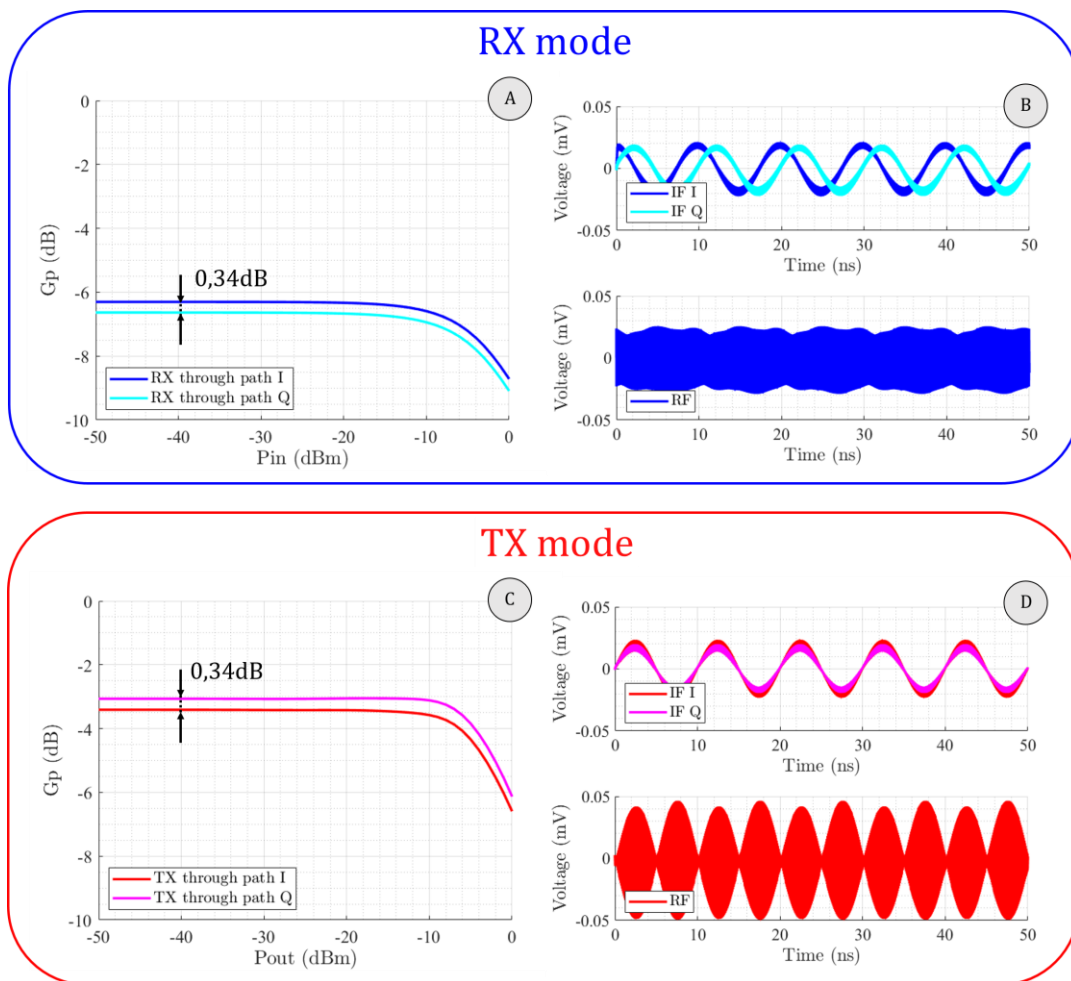 RX mode
A
0
-2
-4
-6
-8
-10
Gp (dB)
0,34dB
RX through path I
RX through path Q
-50 -40 -30 -20 -10 0
Pin (dBm)
B
0.05
0
-0.05
Voltage (mV)
IF I
IF Q
0 10 20 30 40 50
Time (ns)
0.05
0
-0.05
Voltage (mV)
RF
0 10 20 30 40 50
Time (ns)
TX mode
C
0
-2
-4
-6
-8
-10
Gp (dB)
0,34dB
TX through path I
TX through path Q
-50 -40 -30 -20 -10 0
Pout (dBm)
D
0.05
0
-0.05
Voltage (mV)
IF I
IF Q
0 10 20 30 40 50
Time (ns)
0.05
0
-0.05
Voltage (mV)
RF
0 10 20 30 40 50
Time (ns)